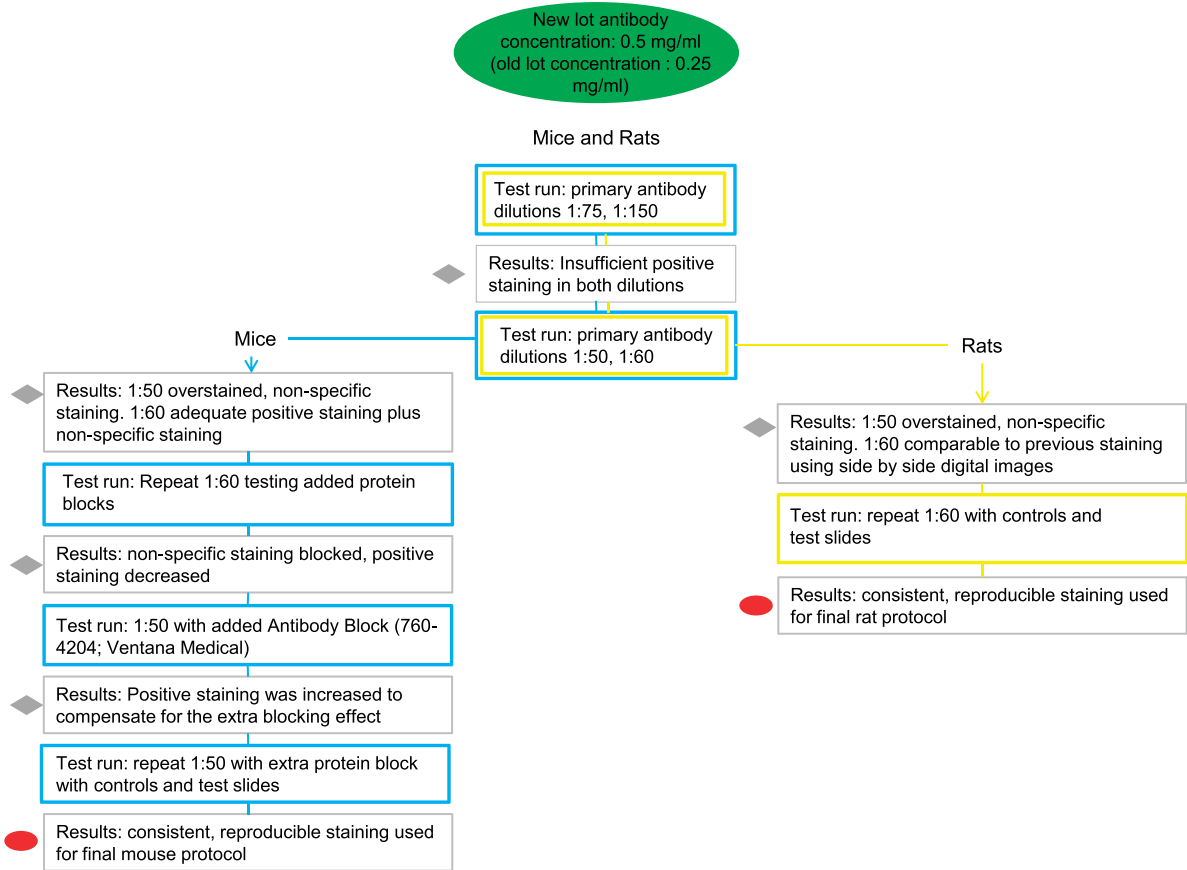 New lot antibody
concentration: 0.5 mg/ml
(old lot concentration : 0.25
mg/ml)
Mice and Rats
Test run: primary antibody
dilutions 1:75, 1:150
Results: Insufficient positive
staining in both dilutions
Test run: primary antibody
dilutions 1:50, 1:60
Mice
Results: 1:50 overstained, non-specific
staining. 1:60 adequate positive staining plus
non-specific staining
Test run: Repeat 1:60 testing added protein
blocks
Results: non-specific staining blocked, positive
staining decreased
Test run: 1:50 with added Antibody Block (760-
4204; Ventana Medical)
Results: Positive staining was increased to
compensate for the extra blocking effect
Test run: repeat 1:50 with extra protein block
with controls and test slides
Results: consistent, reproducible staining used
for final mouse protocol
Rats
Results: 1:50 overstained, non-specific
staining. 1:60 comparable to previous staining
using side by side digital images
Test run: repeat 1:60 with controls and
test slides
Results: consistent, reproducible staining used
for final rat protocol